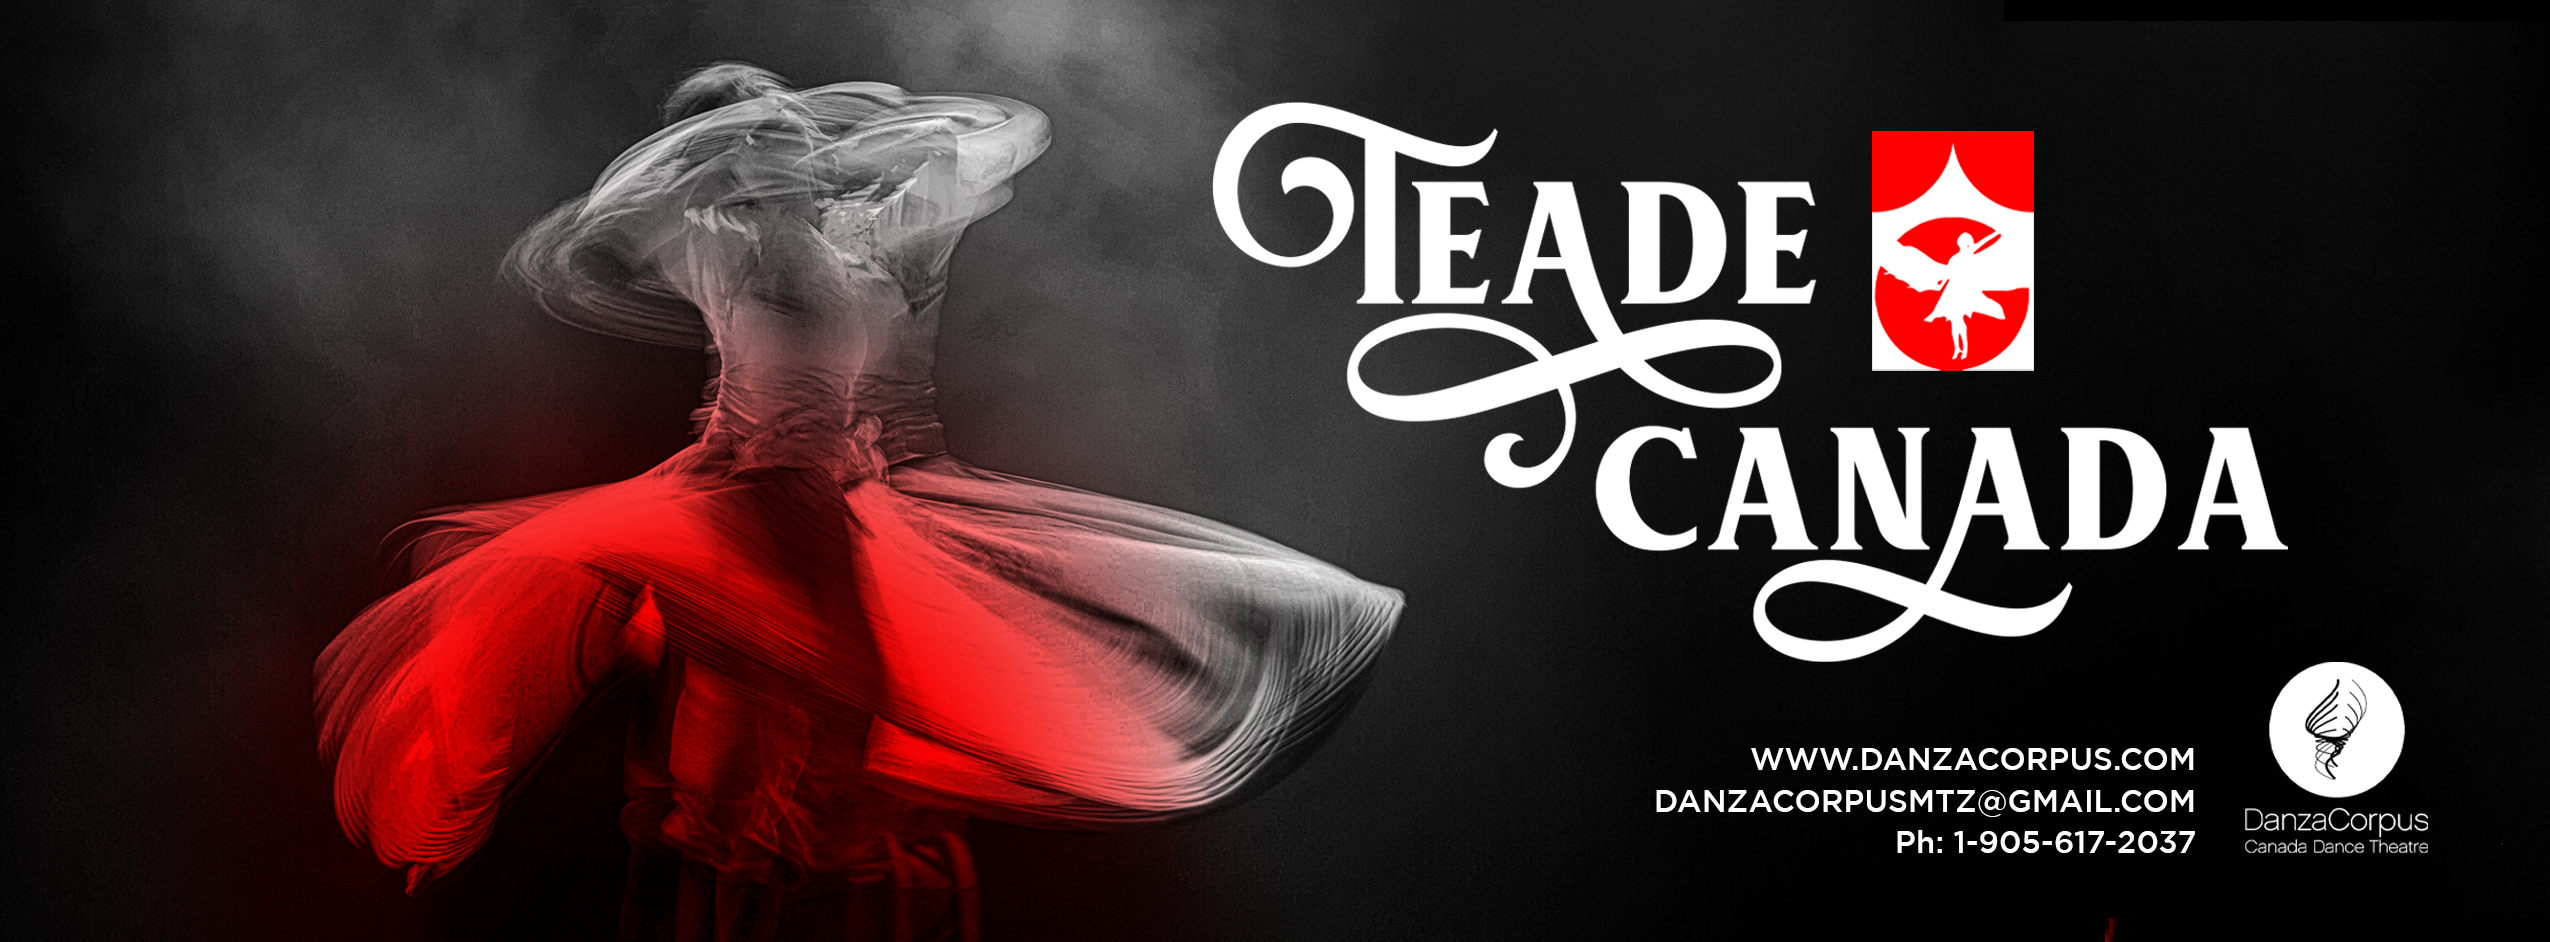 TEADE
CANADA
WWW.DANZACORPUS.COM
DANZACORPUSMTZ@GMAIL.COM
Ph: 1-905-617-2037
DanzaCorpus
Canada Dance Theatre